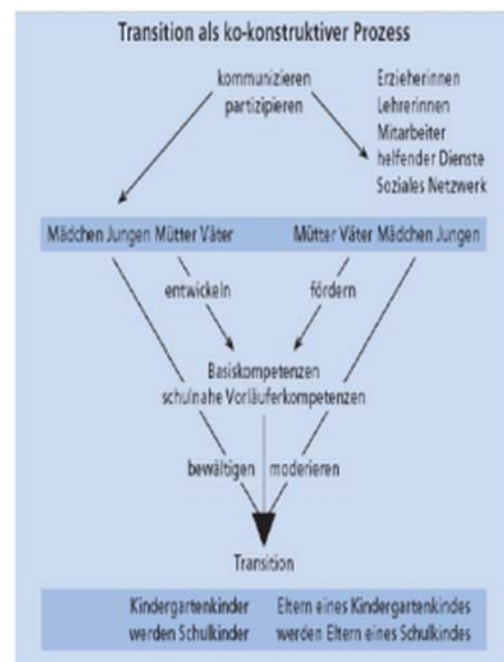 Transition als ko-konstruktiver Prozess
kommunizieren
partizipieren
Erzieherinnen
Lehrerinnen
Mitarbeiter
helfender Dienste
Soziales Netzwerk
Mädchen Jungen Mütter Väter
Mütter Väter Mädchen Jungen
entwickeln
fördern
Basiskompetenzen
schulnahe Vorläuferkompetenzen
bewältigen
moderieren
Transition
Kindergartenkinder
werden Schulkinder
Eltern eines Kindergartenkindes
werden Eltern eines Schulkindes